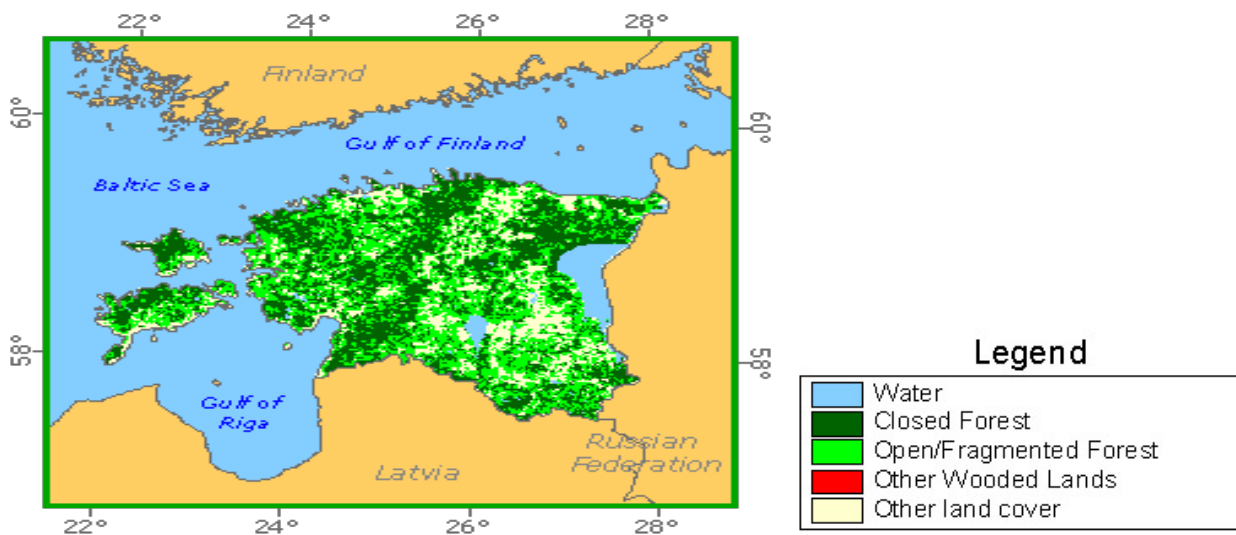 22° 24° 26° 28°
Finland
60°
60°
Gulf of Finland
Baltic Sea
58°
58°
Legend
Water
Gulf of
Riga
Closed Forest
Russian
Federation
Open/Fragmented Forest
Latvia
Other Wooded Lands
Other land cover
22° 24° 26° 28°